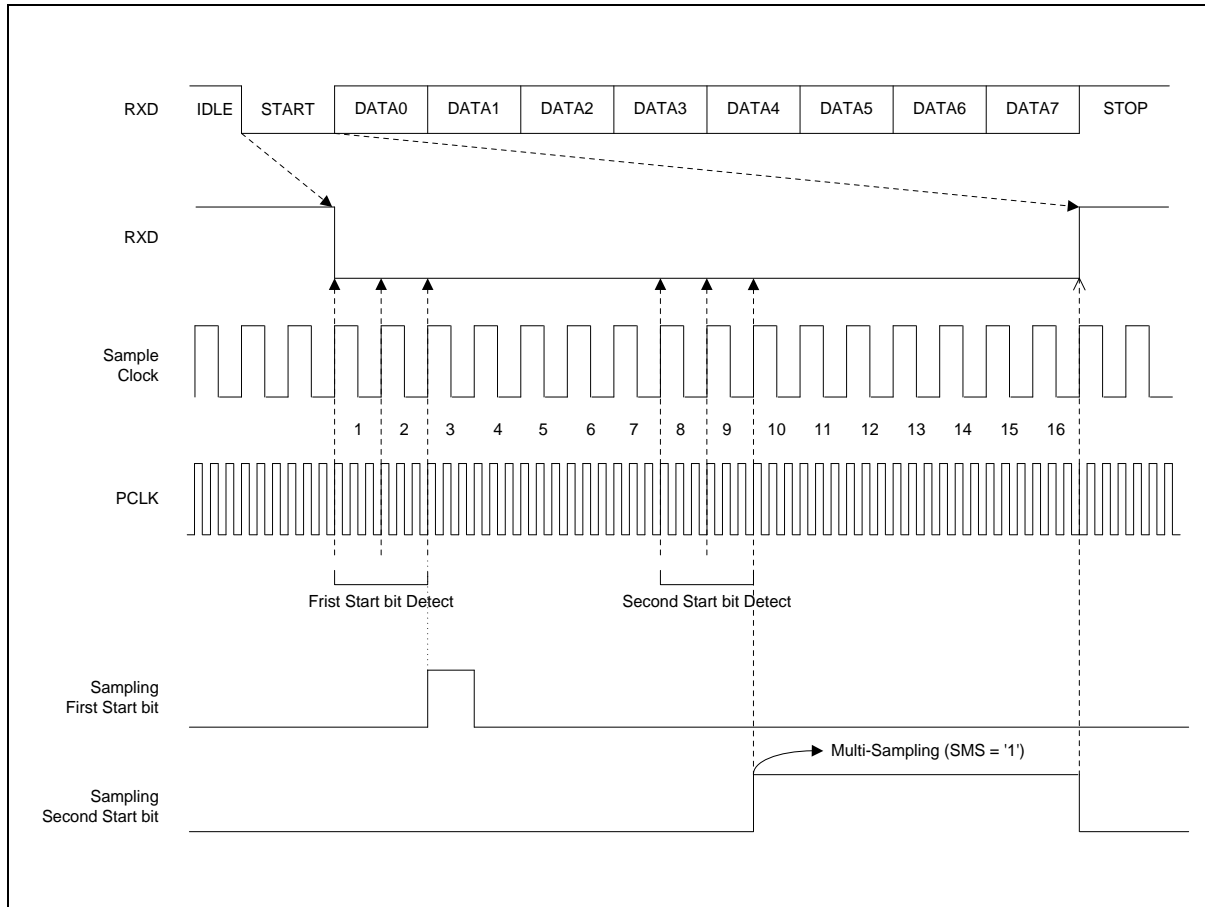 RXD IDLE START DATA0 DATA1 DATA2 DATA3 DATA4 DATA5 DATA6 DATA7 STOP
RXD
Sample
Clock
1 2 3 4 5 6 7 8 9 10 11 12 13 14 15 16
PCLK
Frist Start bit Detect Second Start bit Detect
Sampling
First Start bit
Multi-Sampling (SMS = '1')
Sampling
Second Start bit